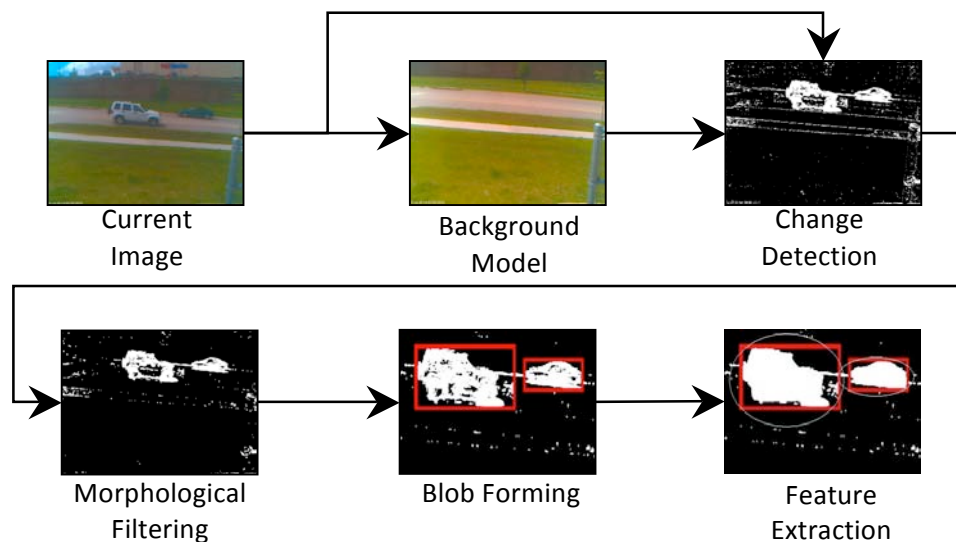 Current
Image
Background
Model
Change
Detection
Morphological
Filtering
Blob Forming
Feature
Extraction